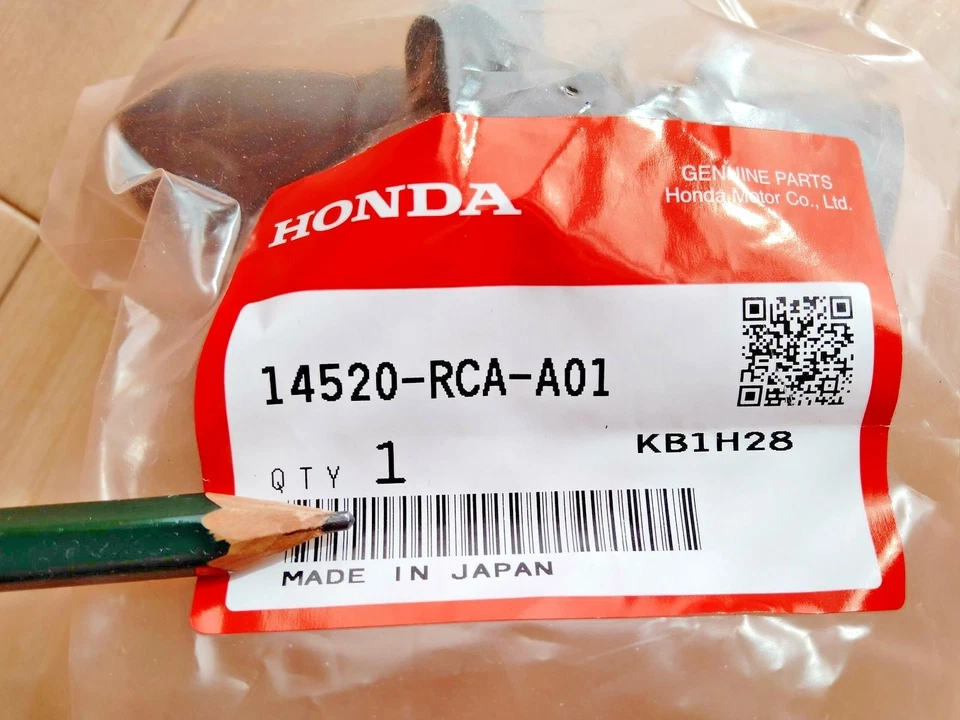 HONDA
GENUINE PARTS
Honda Motor Co., Ltd.
14520-RCA-A01
KB1H28
QTY 1
MADE IN JAPAN